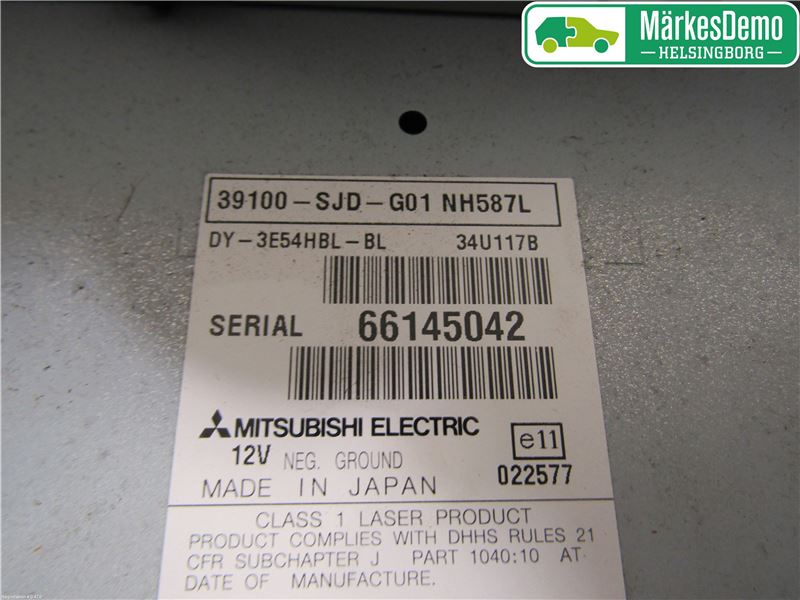 MärkesDemo
HELSINGBORG
39100-SJD-G01 NH587L
DY-3E54HBL-BL 34U117B
SERIAL 66145042
MITSUBISHI ELECTRIC
e11
12V NEG. GROUND
022577
MADE IN JAPAN
CLASS 1 LASER PRODUCT
PRODUCT COMPLIES WITH DHHS RULES 21
CFR SUBCHAPTER J PART 1040:10 AT
DATE OF MANUFACTURE.